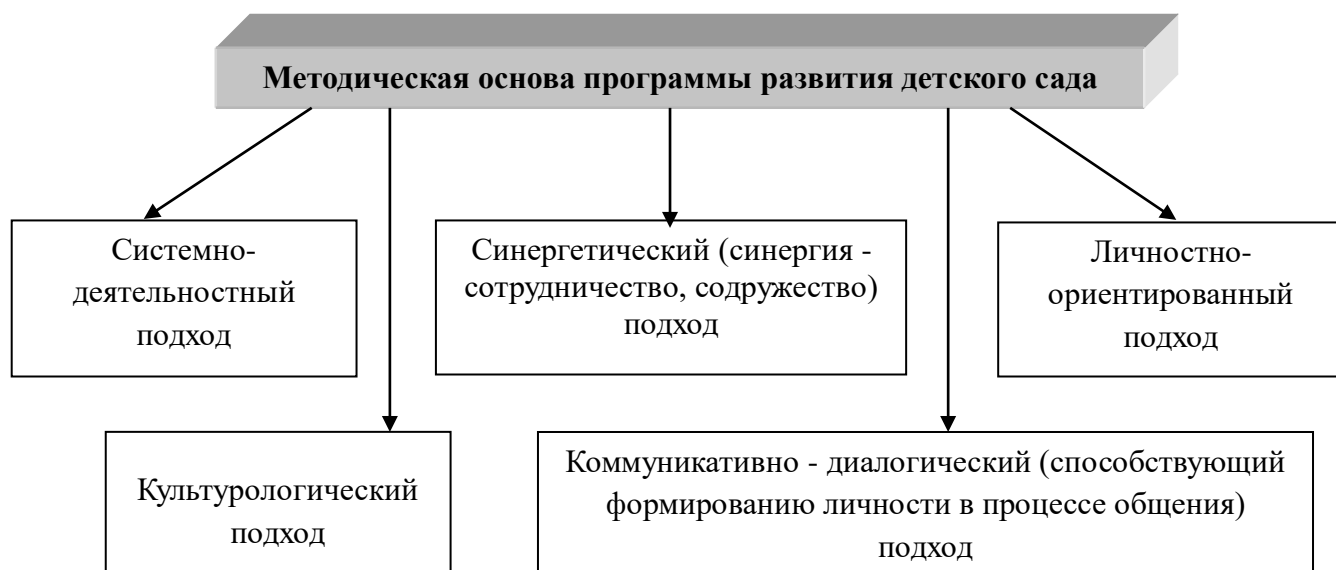 Методическая основа программы развития детского сада
Системно-
деятельностный
подход
Синергетический (синергия -
сотрудничество, содружество)
подход
Личностно-
ориентированный
подход
Культурологический
подход
Коммуникативно - диалогический (способствующий
формированию личности в процессе общения)
подход